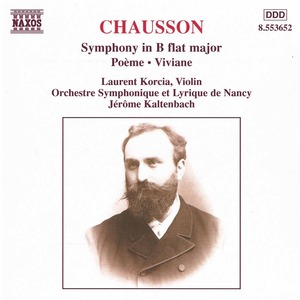 NAXOS
DDD
8.553652
CHAUSSON
Symphony in B flat major
Poème • Viviane
Laurent Korcia, Violin
Orchestre Symphonique et Lyrique de Nancy
Jérôme Kaltenbach